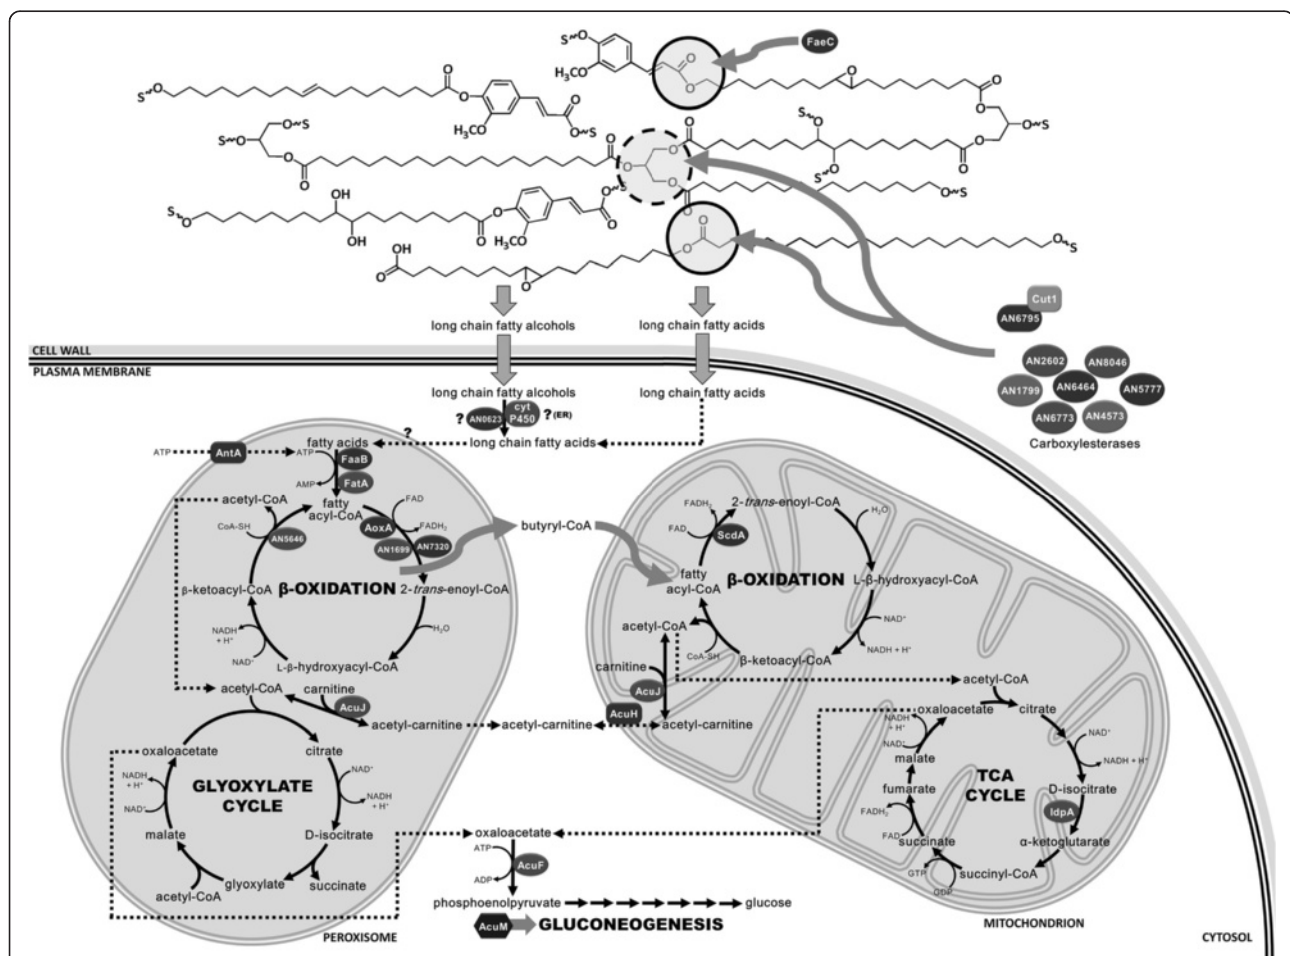 FaeC
CELL WALL
PLASMA MEMBRANE
long chain fatty alcohols
long chain fatty acids
long chain fatty alcohols
long chain fatty acids
Cut1
AN6795
AN2602
AN8046
AN1799
AN6464
AN5777
AN6773
AN4573
Carboxylesterases
? AN0623
cyt P450
? (ER)
long chain fatty acids
?
fatty acids
ATP
AntA
ATP
FaaB
AMP
FatA
acetyl-CoA
fatty
acyl-CoA
FAD
FADH2
CoA-SH
AN5646
AoxA
AN1699
AN7320
butyryl-CoA
β-ketoacyl-CoA
β-OXIDATION
2-trans-enoyl-CoA
NADH
+ H⁺
NAD⁺
H2O
L-β-hydroxyacyl-CoA
acetyl-CoA
carnitine
AcuJ
acetyl-carnitine
acetyl-carnitine
AcuH
acetyl-carnitine
oxaloacetate
citrate
NADH
+ H⁺
NAD⁺
GLYOXYLATE
CYCLE
NAD⁺
NADH
+ H⁺
malate
D-isocitrate
glyoxylate
succinate
acetyl-CoA
PEROXISOME
FADH2
FAD
ScdA
2-trans-enoyl-CoA
H2O
fatty
acyl-CoA
β-OXIDATION
L-β-hydroxyacyl-CoA
acetyl-CoA
CoA-SH
β-ketoacyl-CoA
NAD⁺
NADH + H⁺
carnitine
AcuJ
acetyl-CoA
oxaloacetate
citrate
NADH
+ H⁺
NAD⁺
NAD⁺
NADH + H⁺
malate
TCA
CYCLE
fumarate
D-isocitrate
IdpA
FADH2
FAD
succinate
α-ketoglutarate
GTP
GDP
succinyl-CoA
MITOCHONDRION
oxaloacetate
ATP
ADP
AcuF
phosphoenolpyruvate
glucose
AcuM
GLUCONEOGENESIS
CYTOSOL